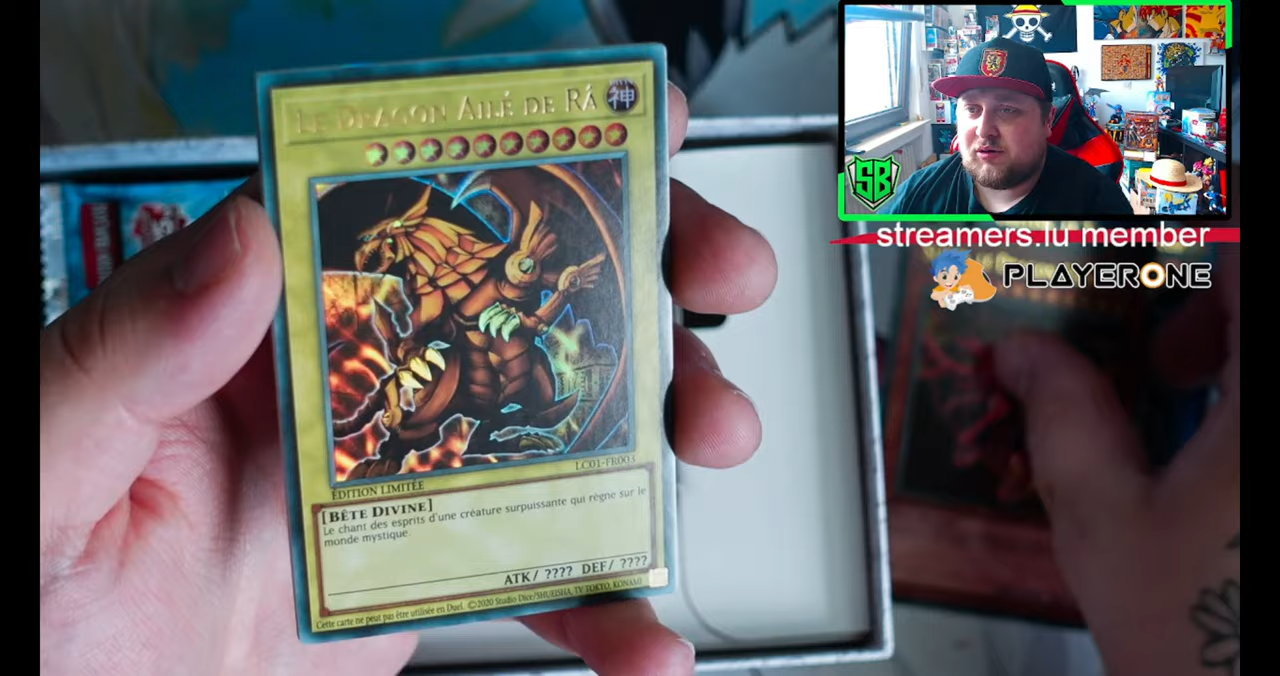 LE DRAGON AILÉ DE RÂ
神
LC01-FR003
ÉDITION LIMITÉE
[BÊTE DIVINE]
Le chant des esprits d'une créature surpuissante qui règne sur le
monde mystique.
ATK/ ???? DEF/ ????
Cette carte ne peut pas être utilisée en Duel. ©2020 Studio Dice/SHUEISHA, TV TOKYO, KONAMI
SB
streamers.lu member
PLAYERONE